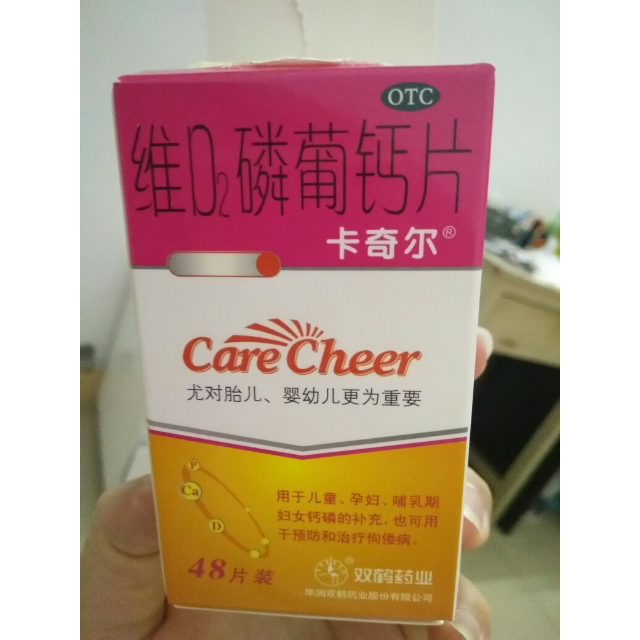 OTC
维D2磷葡钙片
卡奇尔®
Care Cheer
尤对胎儿、婴幼儿更为重要
P
Ca
D
用于儿童、孕妇、哺乳期
妇女钙磷的补充,也可用
于预防和治疗佝偻病。
48片装
双鹤药业
华润双鹤药业股份有限公司